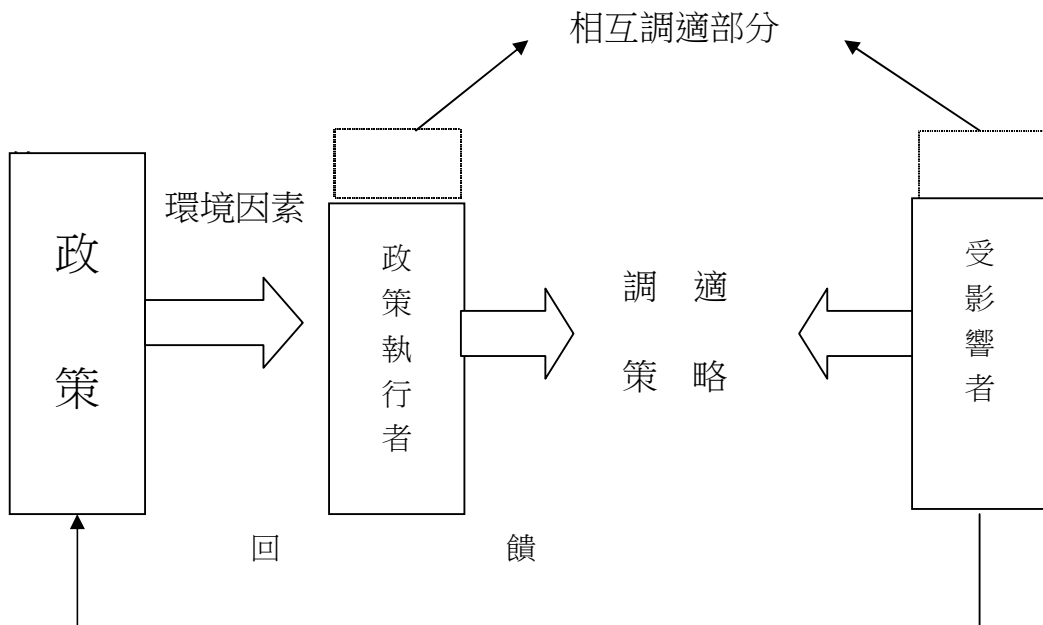 相互調適部分
環境因素
政策
政策執行者
調適
策略
受影響者
回饋